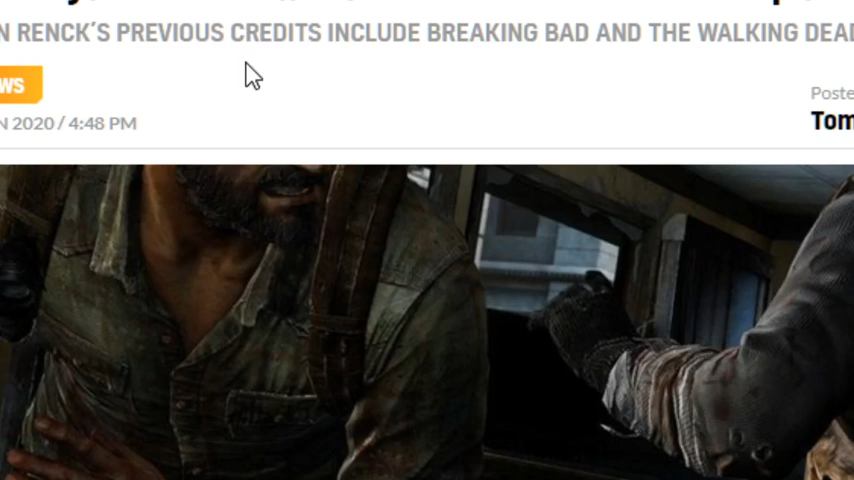 N RENCK´S PREVIOUS CREDITS INCLUDE BREAKING BAD AND THE WALKING DEAD
WS
Poste
N 2020 / 4:48 PM
Tom